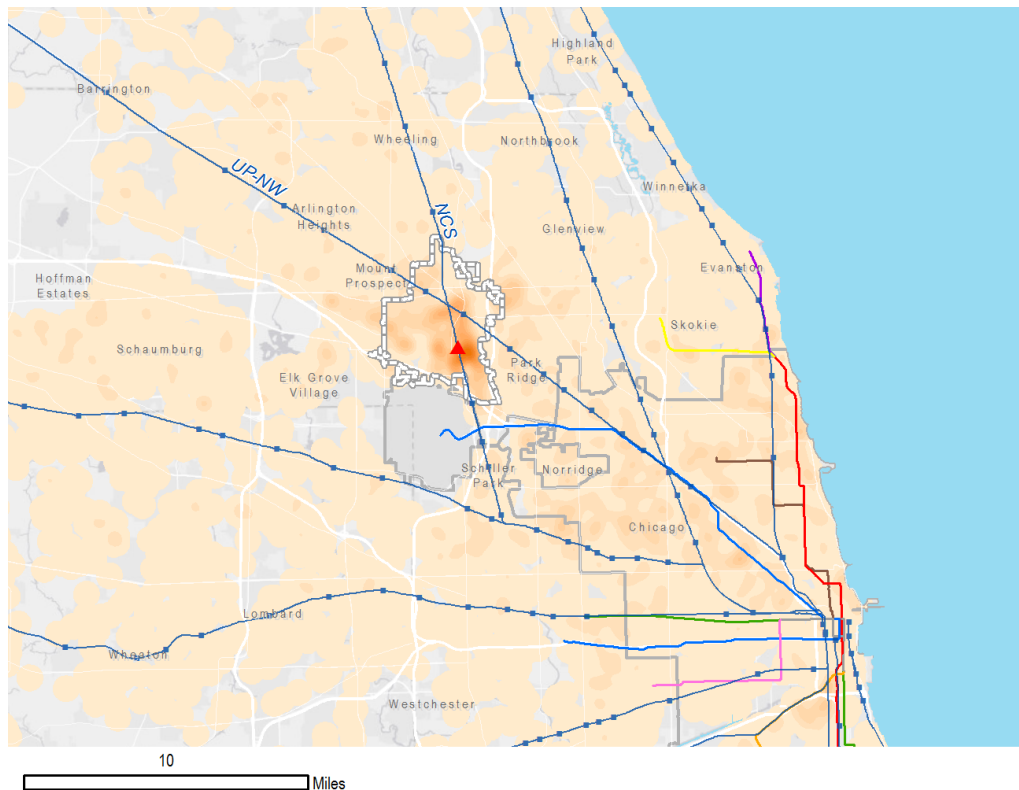 Highland
Park
Barrington
Wheeling
Northbrook
UP-NW
Winnetka
Arlington
Heights
NCS
Glenview
Mount
Prospect
Evanston
Hoffman
Estates
Skokie
Schaumburg
Park
Ridge
Elk Grove
Village
Schiller
Park
Norridge
Chicago
Lombard
Wheaton
Westchester
10
Miles